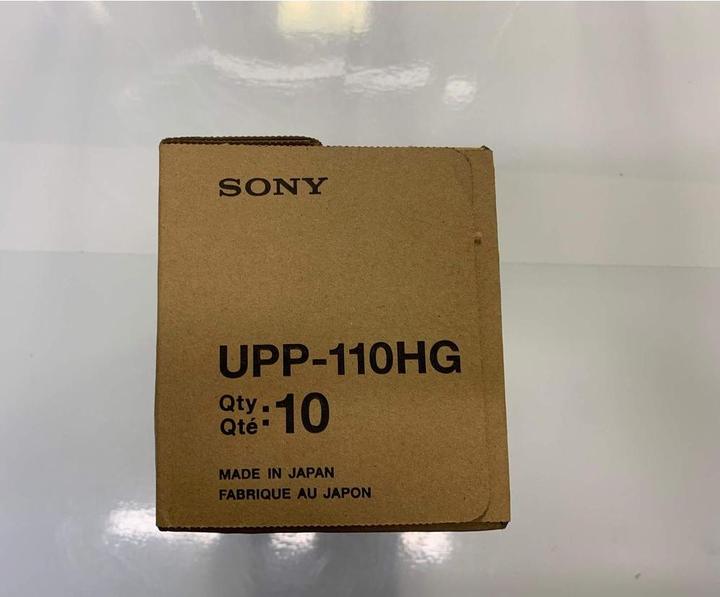 SONY
UPP-110HG
Qty
Qté : 10
MADE IN JAPAN
FABRIQUE AU JAPON